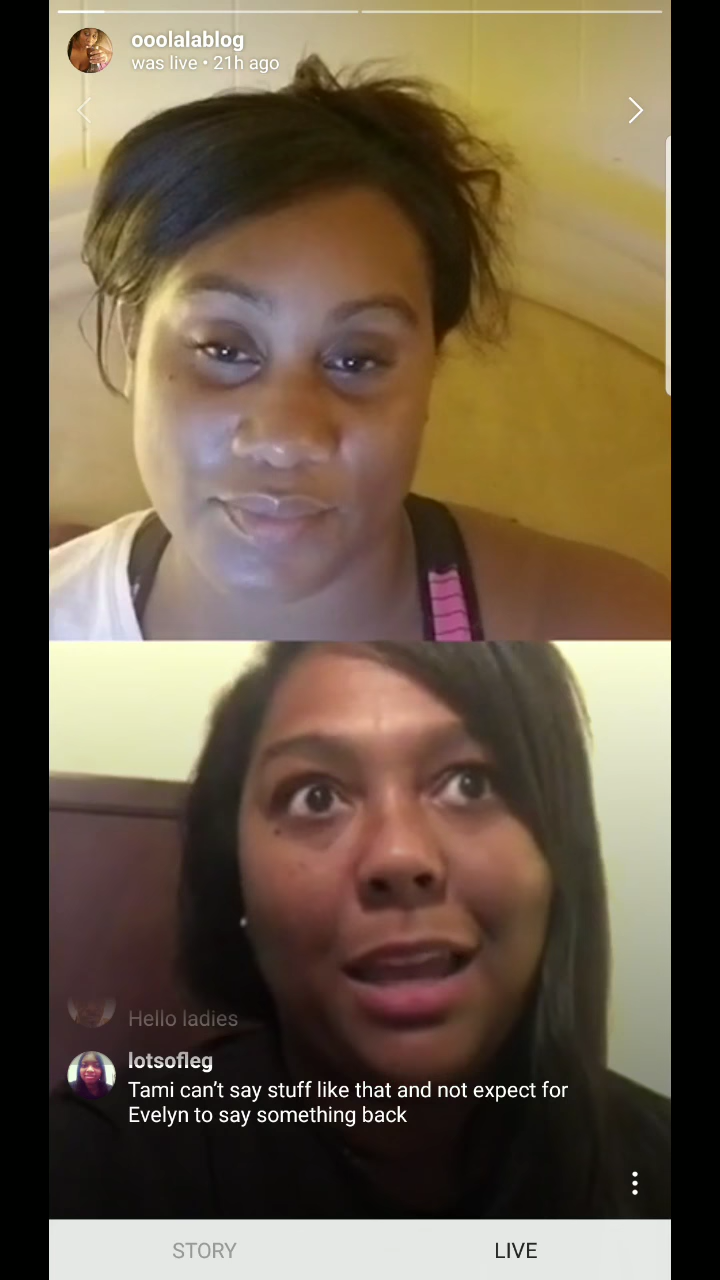 ooolalablog
was live • 21h ago
Hello ladies
lotsofleg
Tami can't say stuff like that and not expect for
Evelyn to say something back
STORY
LIVE